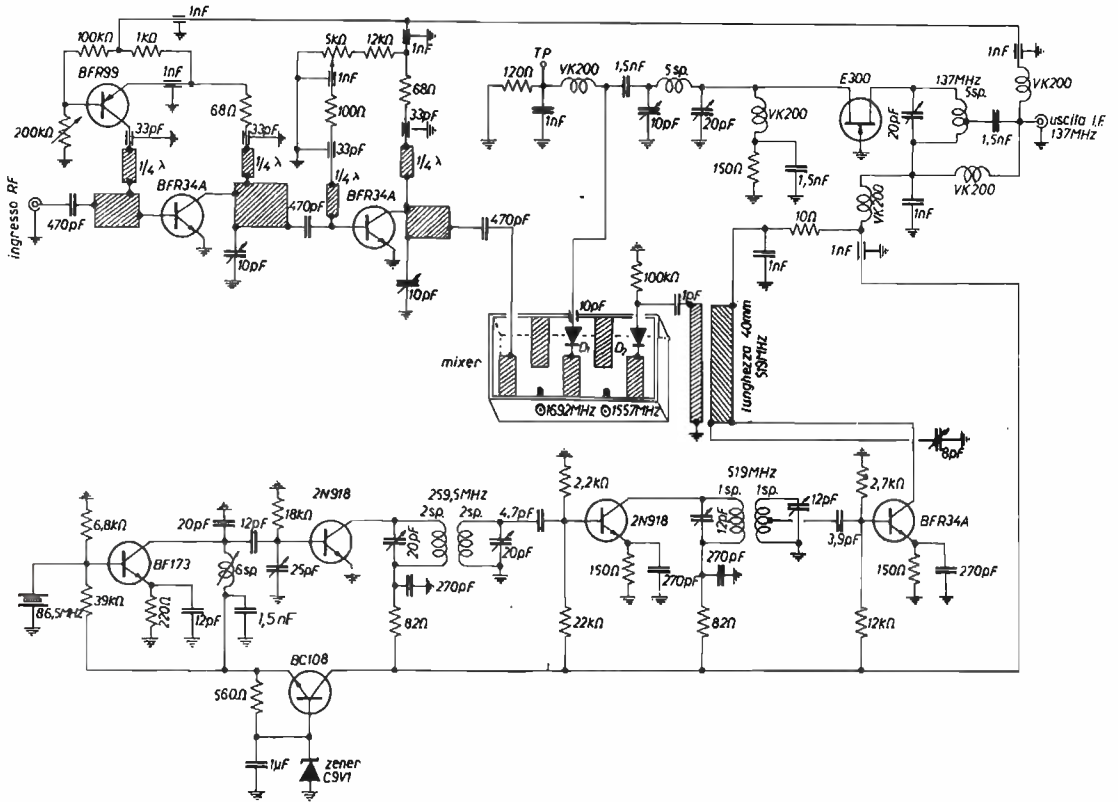 1nF
100KΩ
1KΩ
BFR99
1nF
200KΩ
33pF
1/4 λ
68Ω
33pF
1/4 λ
BFR34A
ingresso RF
470pF
10pF
5KΩ
12KΩ
1nF
1nF
100Ω
68Ω
33pF
33pF
1/4 λ
1/4 λ
470pF
BFR34A
470pF
10pF
TP
120Ω
VK200
1nF
1,5nF
5sp.
10pF
20pF
E300
VK200
150Ω
1,5nF
137MHz
5sp.
20pF
1nF
VK200
1,5nF
uscita I.F.
137MHz
VK200
VK200
1nF
10Ω
1nF
1nF
100KΩ
10pF
1pF
D1
D2
mixer
1692MHz
1557MHz
lunghezza 40mm
519MHz
8pF
6,8KΩ
20pF
12pF
18KΩ
2N918
259,5MHz
2sp.
2sp.
4,7pF
2,2KΩ
519MHz
1sp.
1sp.
12pF
2,7KΩ
BF173
6sp
25pF
20pF
20pF
2N918
12pF
3,9pF
BFR34A
86,5MHz
39KΩ
220Ω
12pF
1,5nF
270pF
82Ω
22KΩ
150Ω
270pF
270pF
82Ω
12KΩ
150Ω
270pF
BC108
560Ω
1µF
zener
C9V1